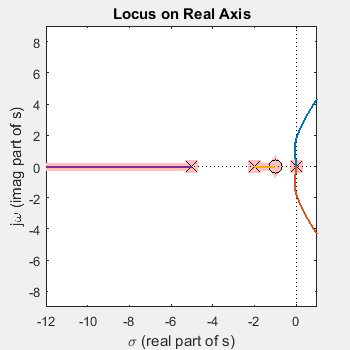 Locus on Real Axis
8
6
4
2
0
-2
-4
-6
-8
jω (imag part of s)
-12 -10 -8 -6 -4 -2 0
σ (real part of s)